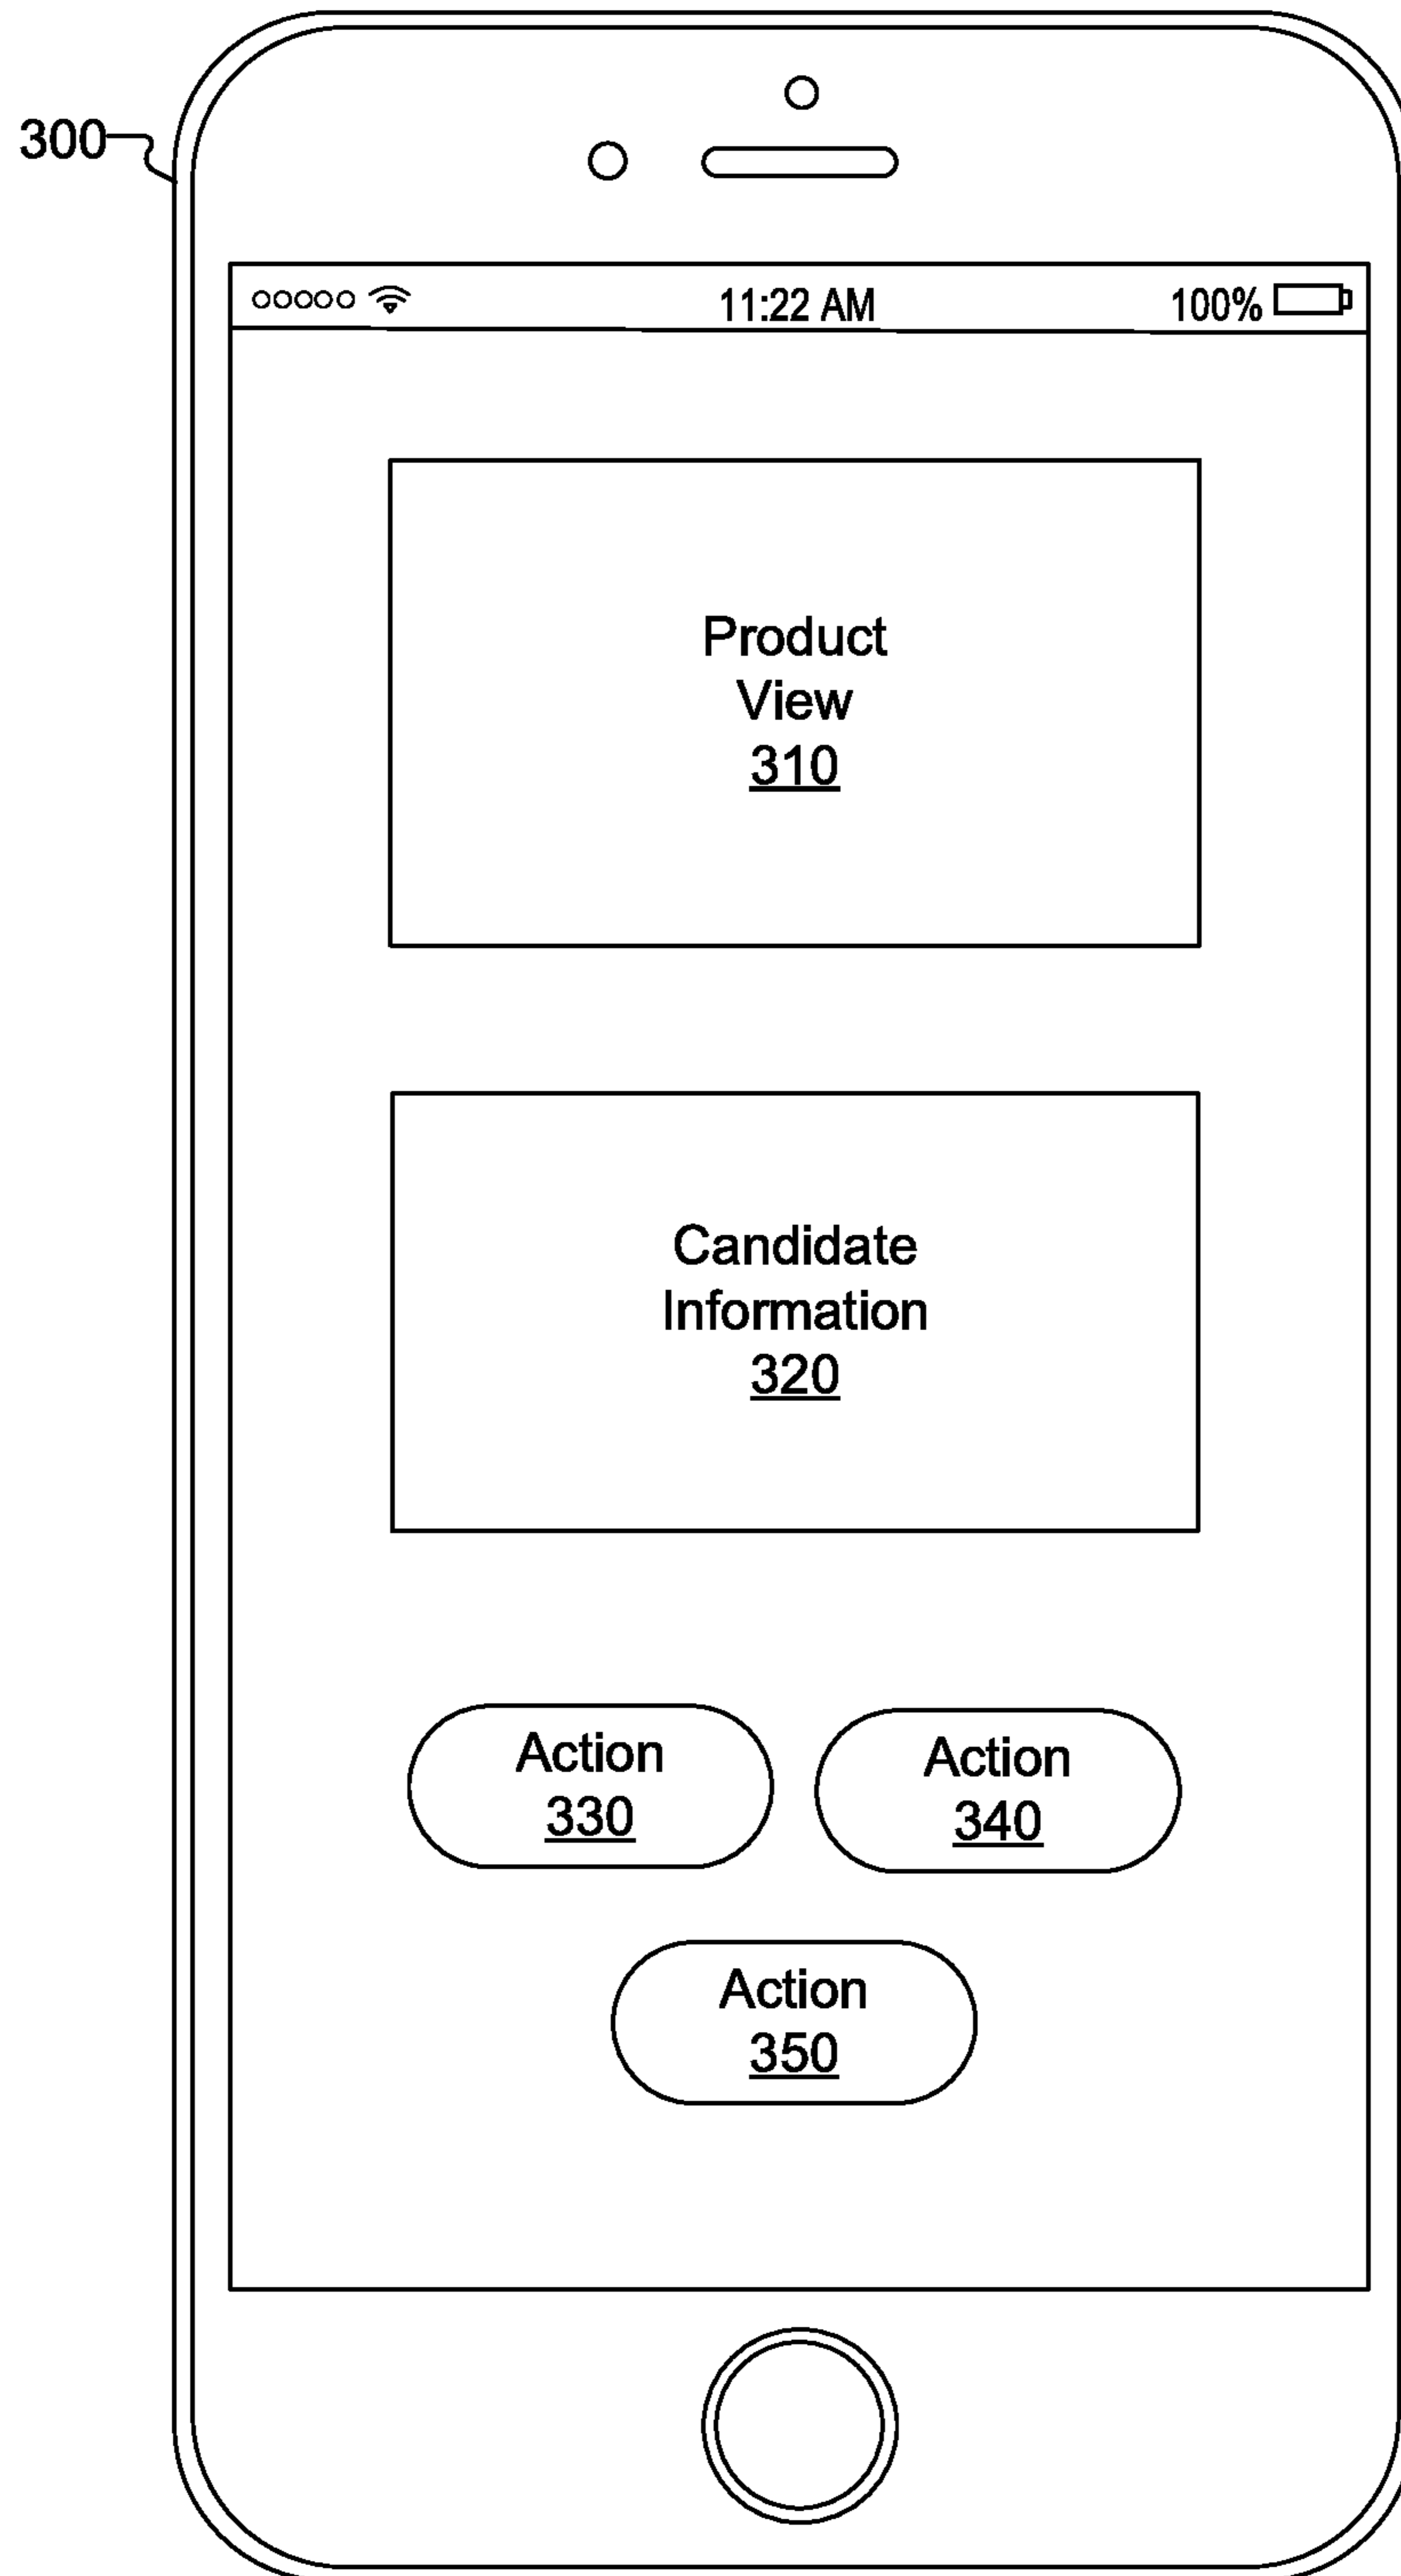 300
11:22 AM 100%
Product
View
310
Candidate
Information
320
Action
330
Action
340
Action
350